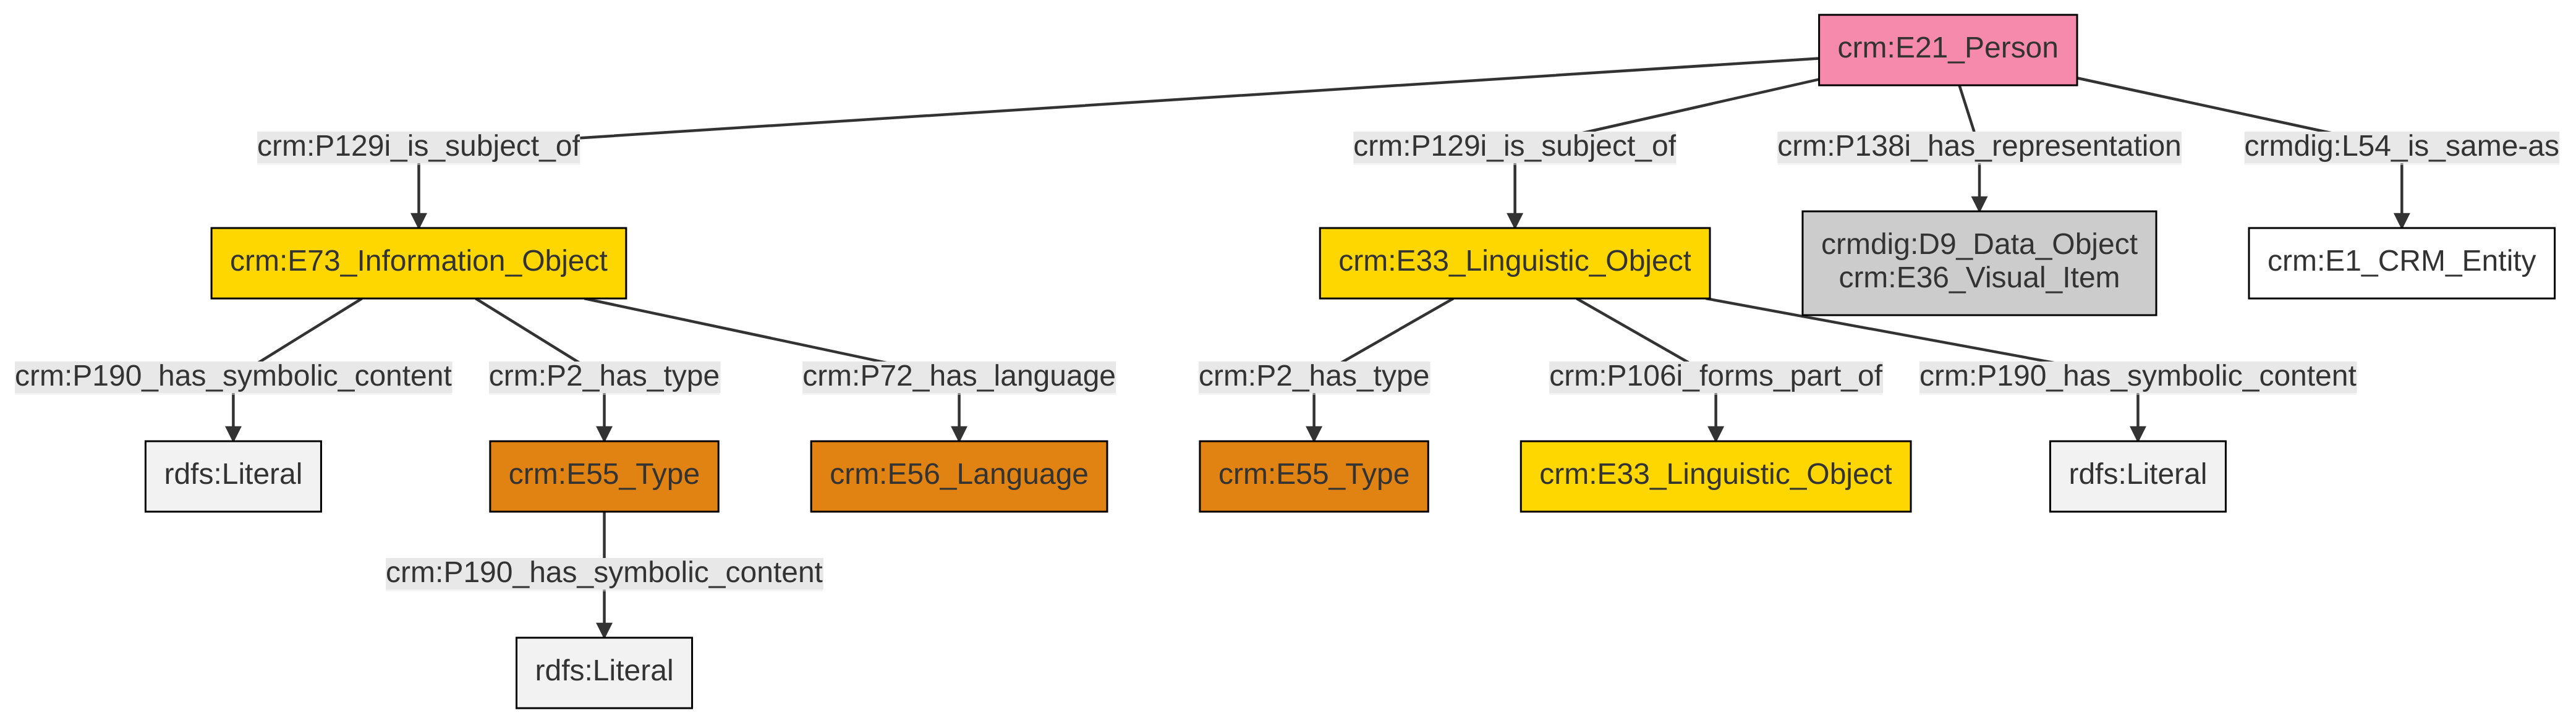 crm:E21_Person
crm:P129i_is_subject_of
crm:P129i_is_subject_of
crm:P138i_has_representation
crmdig:L54_is_same-as
crm:E73_Information_Object
crm:E33_Linguistic_Object
crmdig:D9_Data_Object
crm:E36_Visual_Item
crm:E1_CRM_Entity
crm:P190_has_symbolic_content
crm:P2_has_type
crm:P72_has_language
crm:P2_has_type
crm:P106i_forms_part_of
crm:P190_has_symbolic_content
rdfs:Literal
crm:E55_Type
crm:E56_Language
crm:E55_Type
crm:E33_Linguistic_Object
rdfs:Literal
crm:P190_has_symbolic_content
rdfs:Literal